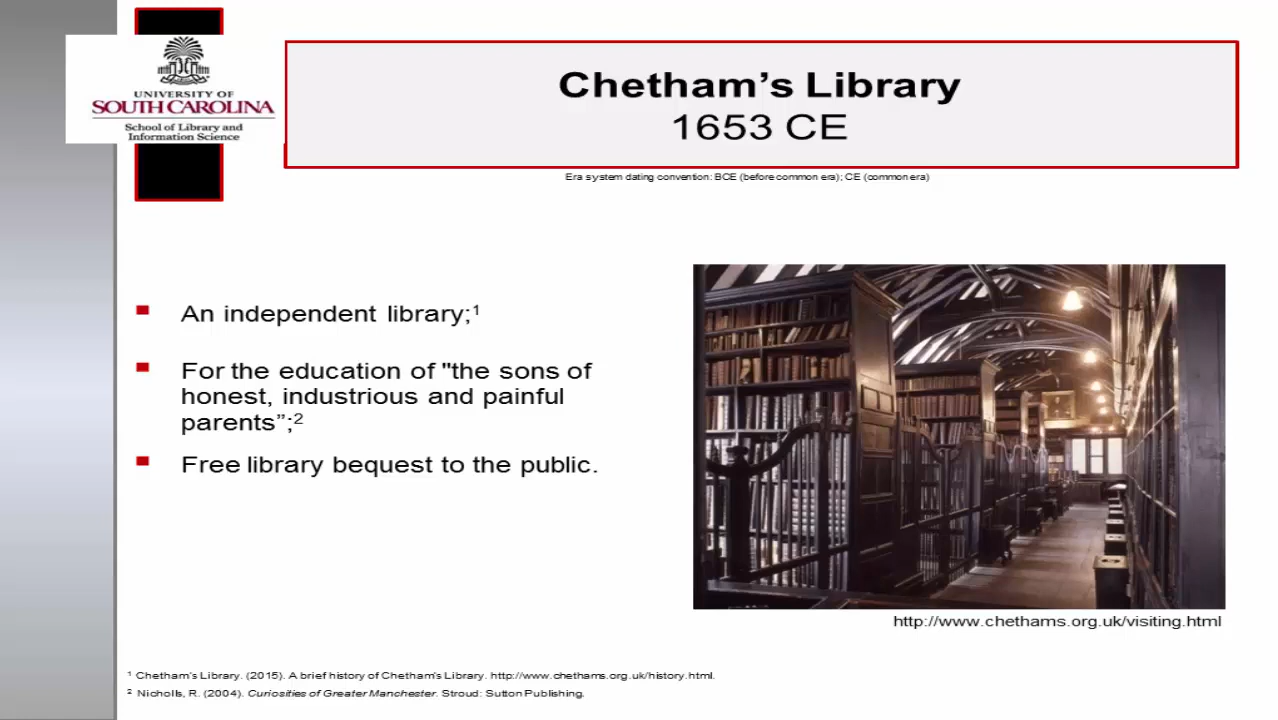 UNIVERSITY OF
SOUTH CAROLINA
School of Library and
Information Science
Chetham’s Library
1653 CE
Era system dating convention: BCE (before common era); CE (common era)
An independent library;1
For the education of "the sons of
honest, industrious and painful
parents”;2
Free library bequest to the public.
http://www.chethams.org.uk/visiting.html
1 Chetham’s Library. (2015). A brief history of Chetham's Library. http://www.chethams.org.uk/history.html.
2 Nicholls, R. (2004). Curiosities of Greater Manchester. Stroud: Sutton Publishing.